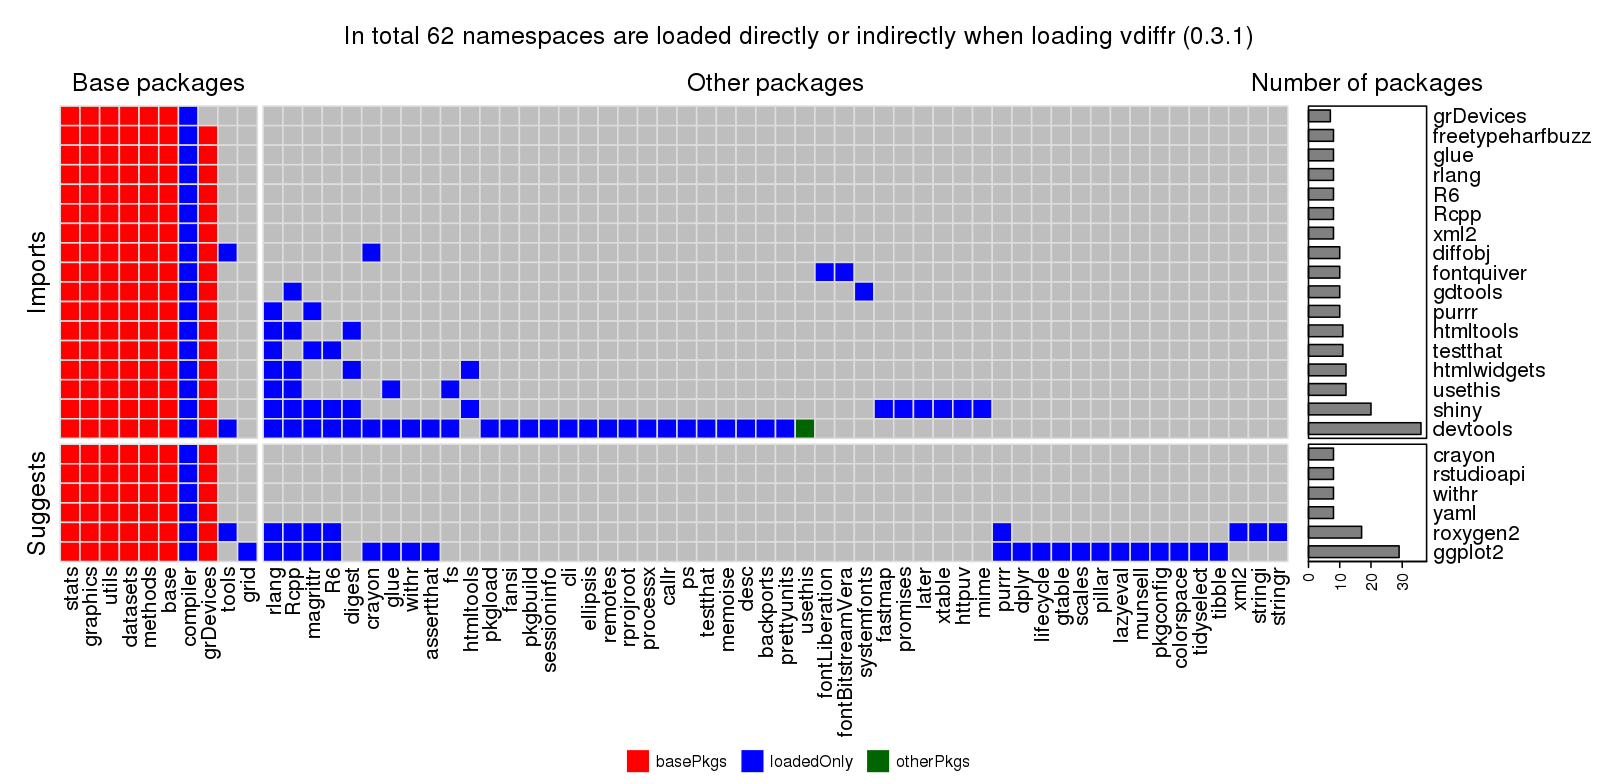 In total 62 namespaces are loaded directly or indirectly when loading vdiffr (0.3.1)
Base packages
Other packages
Number of packages
Imports
Suggests
grDevices
freetypeharfbuzz
glue
rlang
R6
Rcpp
xml2
diffobj
fontquiver
gdtools
purrr
htmltools
testthat
htmlwidgets
usethis
shiny
devtools
crayon
rstudioapi
withr
yaml
roxygen2
ggplot2
0
10
20
30
stats
graphics
utils
datasets
methods
base
compiler
grDevices
tools
grid
rlang
Rcpp
magrittr
R6
digest
crayon
glue
withr
assertthat
fs
htmltools
pkgload
fansi
pkgbuild
sessioninfo
cli
ellipsis
remotes
rprojroot
processx
callr
ps
testthat
memoise
desc
backports
prettyunits
usethis
fontLiberation
fontBitstreamVera
systemfonts
fastmap
promises
later
xtable
httpuv
mime
purrr
dplyr
lifecycle
gtable
scales
pillar
lazyeval
munsell
pkgconfig
colorspace
tidyselect
tibble
xml2
stringi
stringr
basePkgs
loadedOnly
otherPkgs